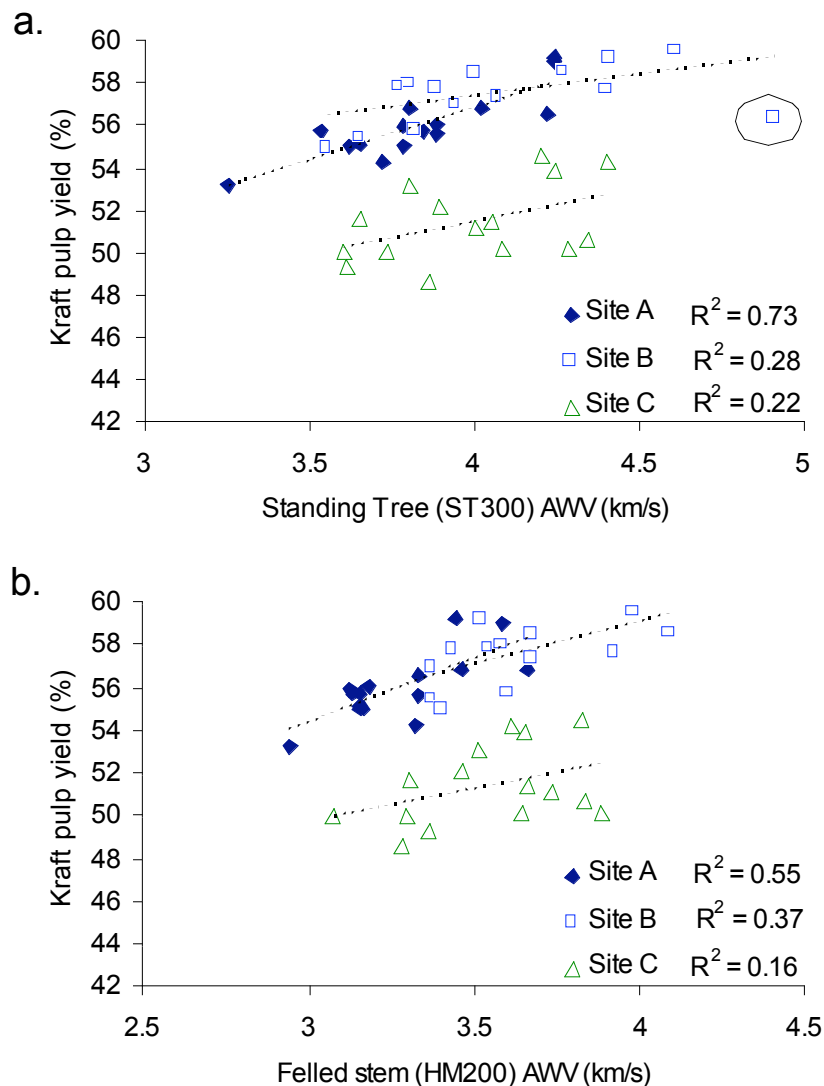 a.
60
58
56
54
52
50
48
46
44
42
Kraft pulp yield (%)
Site A R² = 0.73
Site B R² = 0.28
Site C R² = 0.22
3 3.5 4 4.5 5
Standing Tree (ST300) AWV (km/s)
b.
60
58
56
54
52
50
48
46
44
42
Kraft pulp yield (%)
Site A R² = 0.55
Site B R² = 0.37
Site C R² = 0.16
2.5 3 3.5 4 4.5
Felled stem (HM200) AWV (km/s)